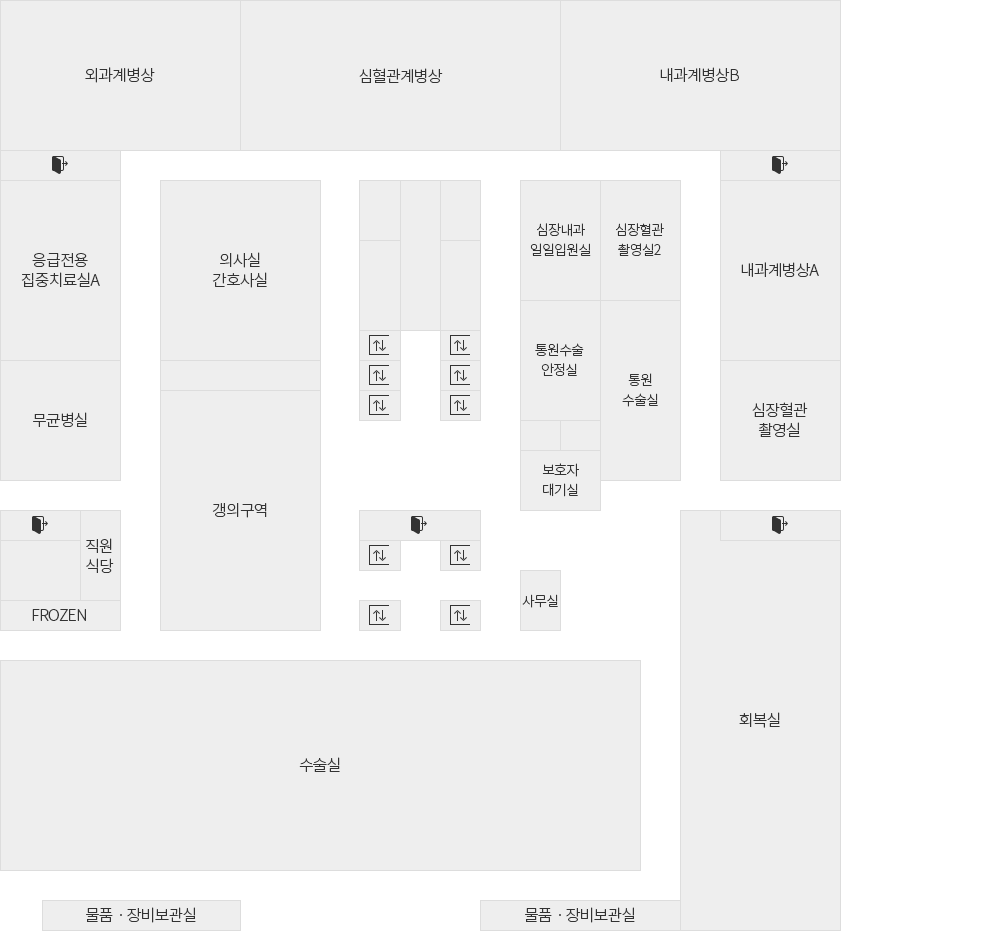 외과계병상
심혈관계병상
내과계병상B
응급전용
집중치료실A
의사실
간호사실
심장내과
일일입원실
심장혈관
촬영실2
내과계병상A
통원수술
안정실
통원
수술실
무균병실
심장혈관
촬영실
보호자
대기실
갱의구역
직원
식당
FROZEN
사무실
회복실
수술실
물품 · 장비보관실
물품 · 장비보관실